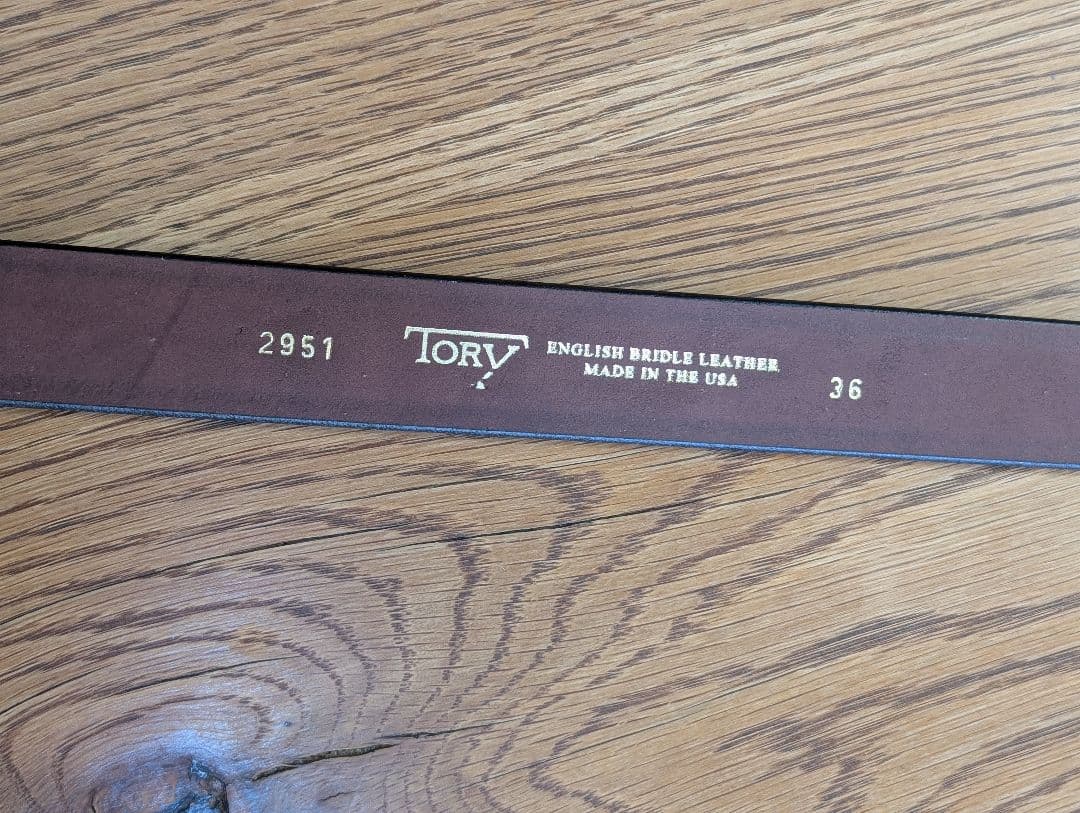 2951
TORY
ENGLISH BRIDLE LEATHER
MADE IN THE USA
36